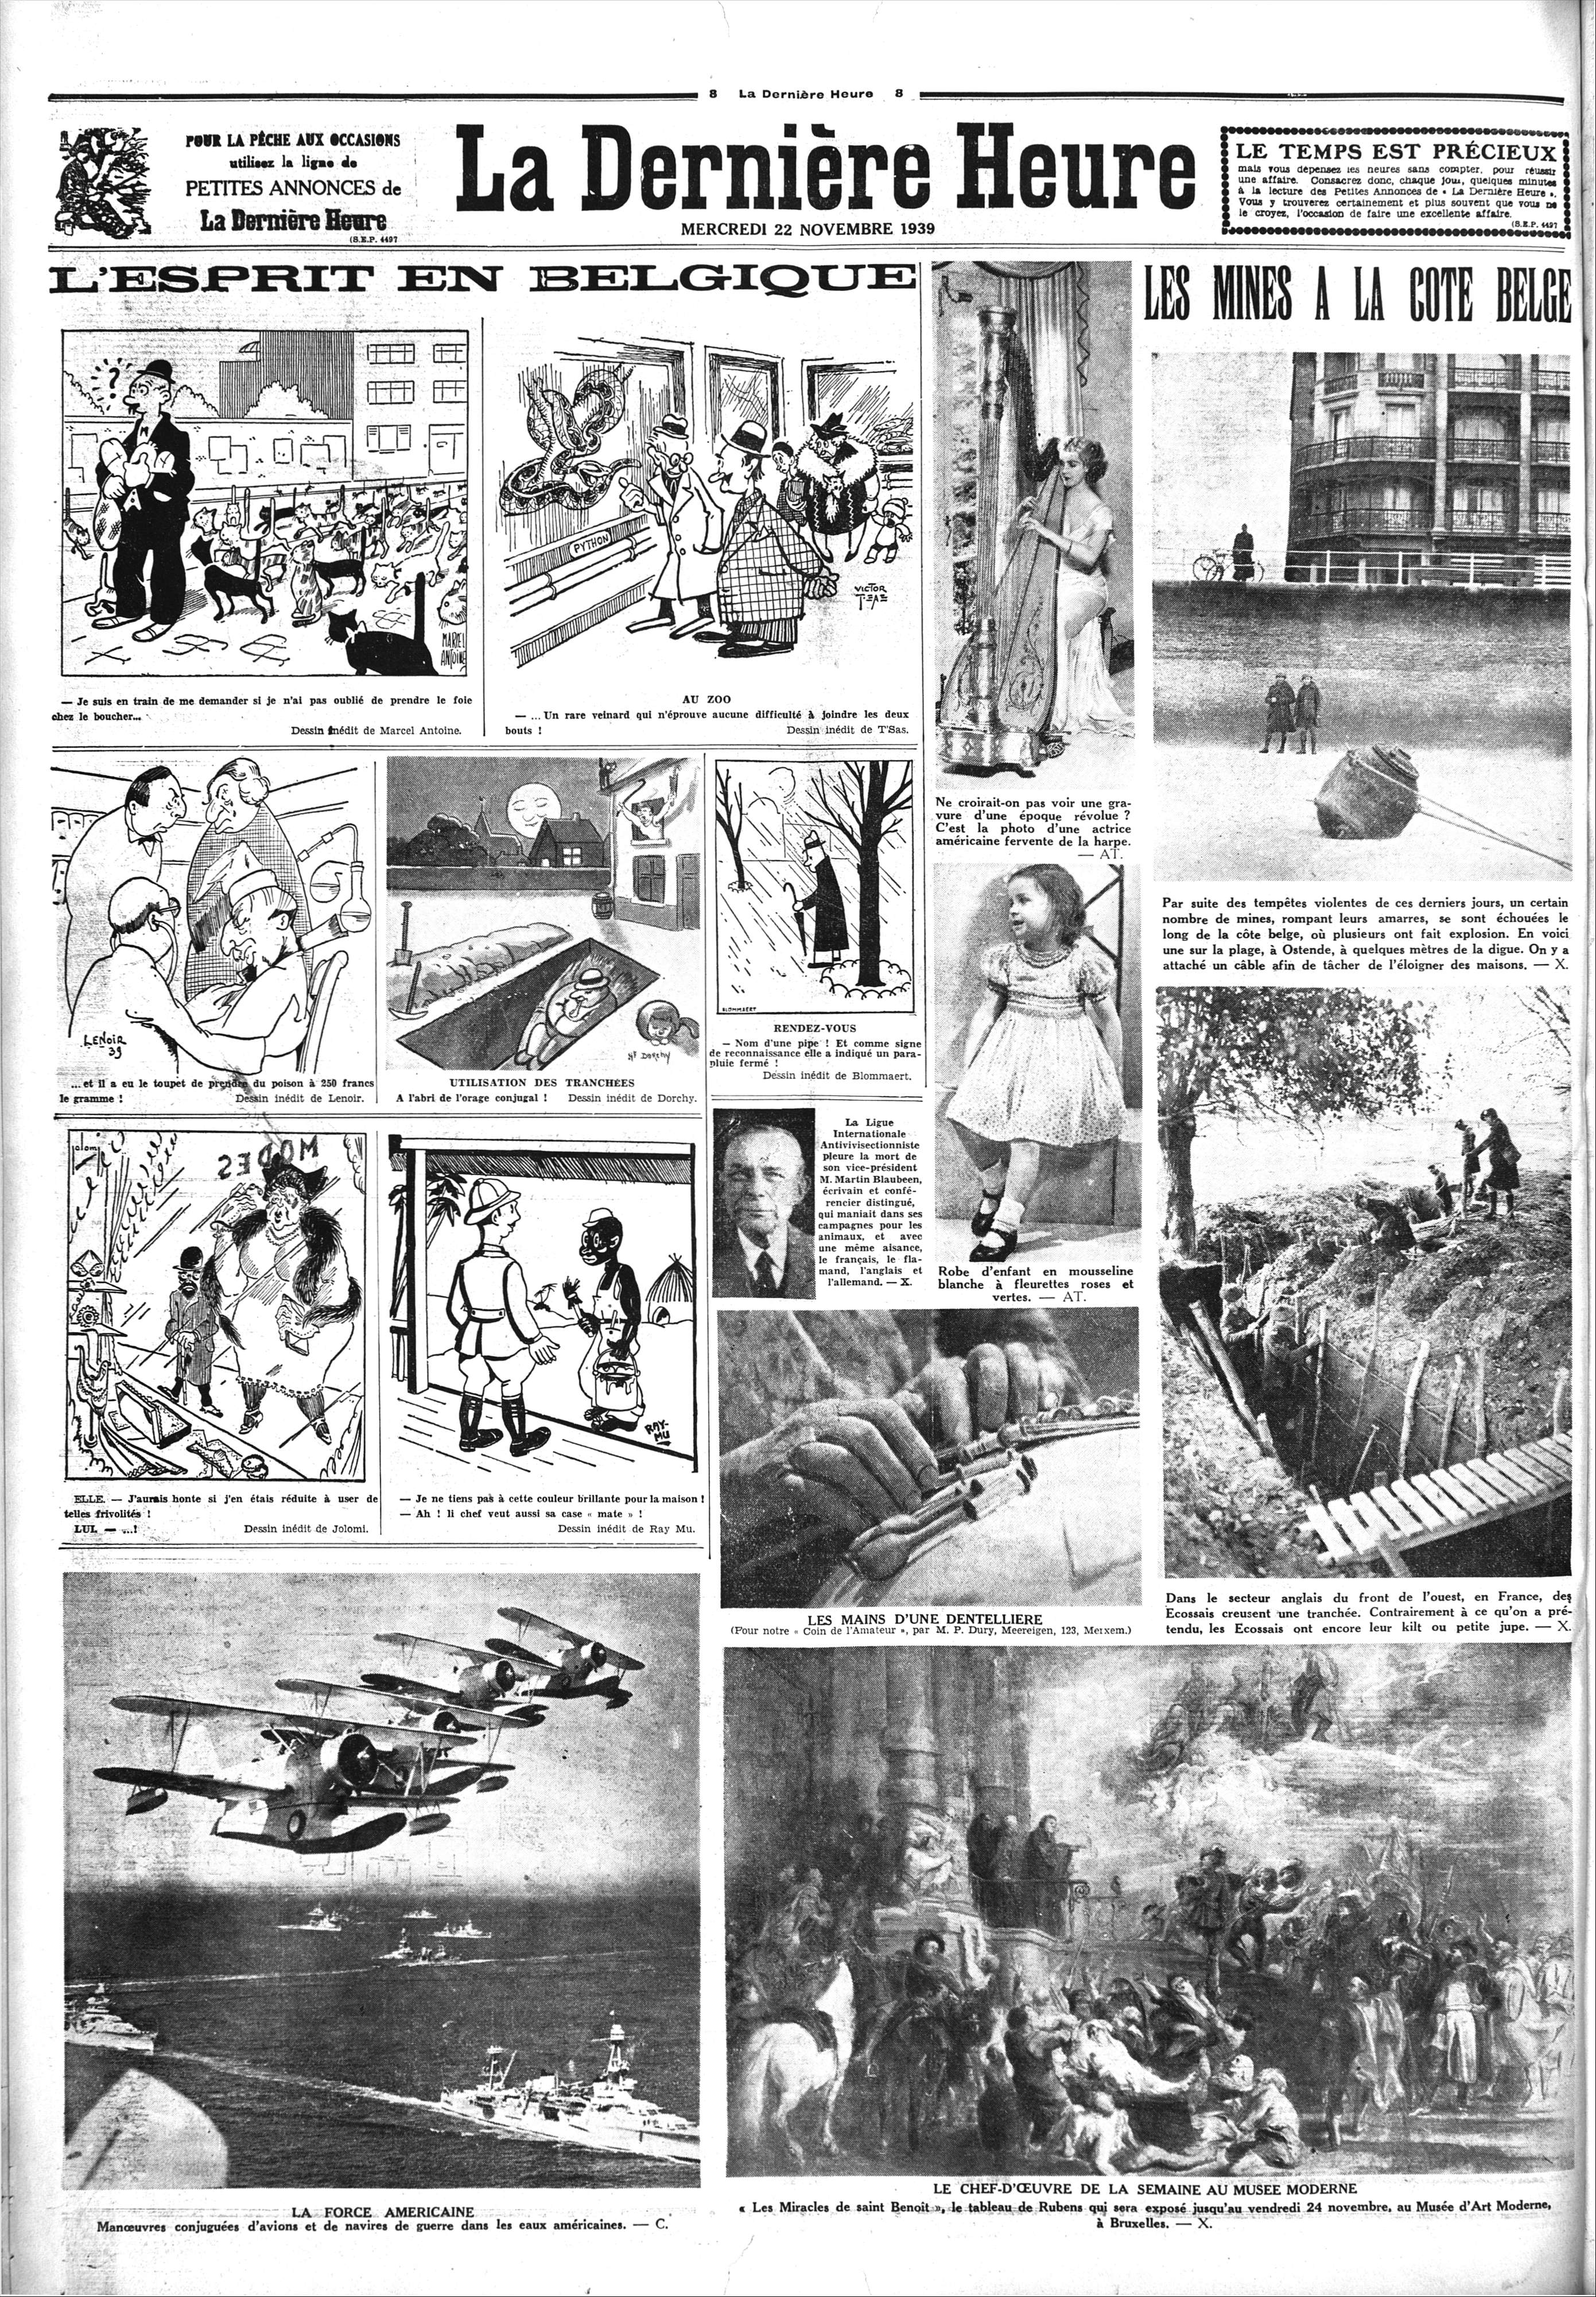 8 La Dernière Heure 8
POUR LA PÊCHE AUX OCCASIONS
utilisez la ligne de
PETITES ANNONCES de
La Dernière Heure
(S.E.P. 4497
La Dernière Heure
MERCREDI 22 NOVEMBRE 1939
LE TEMPS EST PRÉCIEUX
mais vous dépensez les heures sans compter, pour réussir
une affaire. Consacrez donc, chaque jour, quelques minutes
à la lecture des Petites Annonces de « La Dernière Heure ».
Vous y trouverez certainement et plus souvent que vous ne
le croyez, l'occasion de faire une excellente affaire.
(S.E.P. 4497
L'ESPRIT EN BELGIQUE
?
MARCEL
ANTOINE
— Je suis en train de me demander si je n'ai pas oublié de prendre le foie
chez le boucher...
Dessin inédit de Marcel Antoine.
PYTHON
VICTOR
AU ZOO
— ... Un rare veinard qui n'éprouve aucune difficulté à joindre les deux
bouts !
Dessin inédit de T'Sas.
LENOIR
39
... et il a eu le toupet de prendre du poison à 250 francs
le gramme !
Dessin inédit de Lenoir.
DORCHY
UTILISATION DES TRANCHÉES
A l'abri de l'orage conjugal ! Dessin inédit de Dorchy.
BLOMMAERT
RENDEZ-VOUS
— Nom d'une pipe ! Et comme signe
de reconnaissance elle a indiqué un para-
pluie fermé !
Dessin inédit de Blommaert.
jolomi
MODES
ELLE. — J'aurais honte si j'en étais réduite à user de
telles frivolités !
LUI. — ...!
Dessin inédit de Jolomi.
RAY-
MU
— Je ne tiens pas à cette couleur brillante pour la maison !
— Ah ! li chef veut aussi sa case « mate » !
Dessin inédit de Ray Mu.
La Ligue
Internationale
Antivivisectionniste
pleure la mort de
son vice-président
M. Martin Blaubeen,
écrivain et confé-
rencier distingué,
qui maniait dans ses
campagnes pour les
animaux, et avec
une même aisance,
le français, le fla-
mand, l'anglais et
l'allemand. — X.
Ne croirait-on pas voir une gra-
vure d'une époque révolue ?
C'est la photo d'une actrice
américaine fervente de la harpe.
— AT.
Robe d'enfant en mousseline
blanche à fleurettes roses et
vertes. — AT.
LES MAINS D'UNE DENTELLIERE
(Pour notre « Coin de l'Amateur », par M. P. Dury, Meereigen, 123, Merxem.)
LES MINES A LA COTE BELGE
Par suite des tempêtes violentes de ces derniers jours, un certain
nombre de mines, rompant leurs amarres, se sont échouées le
long de la côte belge, où plusieurs ont fait explosion. En voici
une sur la plage, à Ostende, à quelques mètres de la digue. On y a
attaché un câble afin de tâcher de l'éloigner des maisons. — X.
Dans le secteur anglais du front de l'ouest, en France, des
Ecossais creusent une tranchée. Contrairement à ce qu'on a pré-
tendu, les Ecossais ont encore leur kilt ou petite jupe. — X.
LA FORCE AMERICAINE
Manœuvres conjuguées d'avions et de navires de guerre dans les eaux américaines. — C.
LE CHEF-D'ŒUVRE DE LA SEMAINE AU MUSEE MODERNE
« Les Miracles de saint Benoit », le tableau de Rubens qui sera exposé jusqu'au vendredi 24 novembre, au Musée d'Art Moderne,
à Bruxelles. — X.